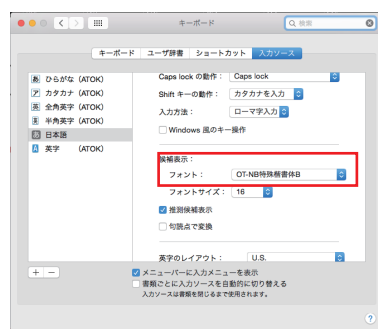 キーボード
検索
キーボード ユーザ辞書 ショートカット 入力ソース
あ ひらがな (ATOK)
ア カタカナ (ATOK)
英 全角英字 (ATOK)
半角英字 (ATOK)
あ 日本語
A 英字 (ATOK)
Caps lock の動作： Caps lock
Shift キーの動作： カタカナを入力
入力方法： ローマ字入力
Windows 風のキー操作
候補表示：
フォント： OT-NB特殊楷書体B
フォントサイズ： 16
推測候補表示
句読点で変換
英字のレイアウト： U.S.
+ −
メニューバーに入力メニューを表示
書類ごとに入力ソースを自動的に切り替える
入力ソースは書類を閉じるまで使用されます。
?